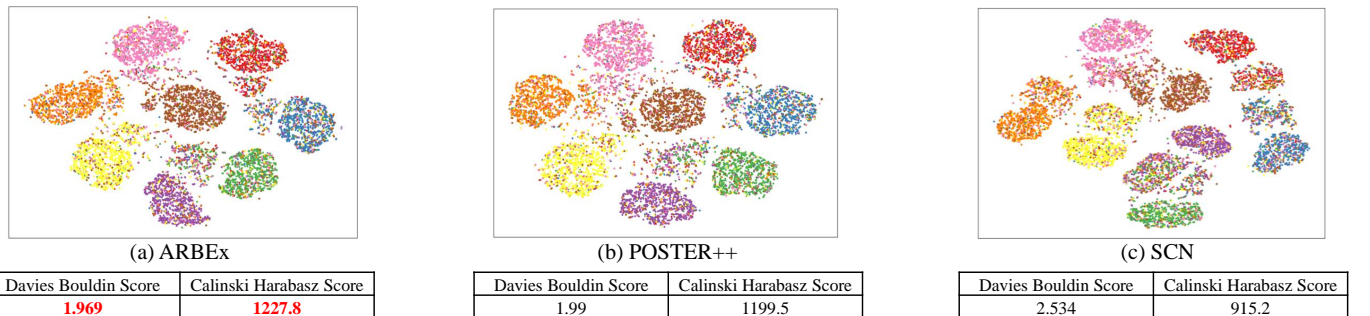 (a) ARBEx
(b) POSTER++
(c) SCN
Davies Bouldin Score Calinski Harabasz Score
1.969 1227.8
Davies Bouldin Score Calinski Harabasz Score
1.99 1199.5
Davies Bouldin Score Calinski Harabasz Score
2.534 915.2